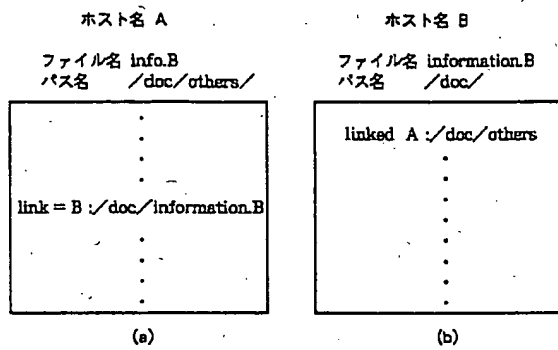 ホスト名 A
ファイル名 info.B
パス名 /doc/others/
link = B :/doc/information.B
(a)
ホスト名 B
ファイル名 information.B
パス名 /doc/
linked A :/doc/others
(b)